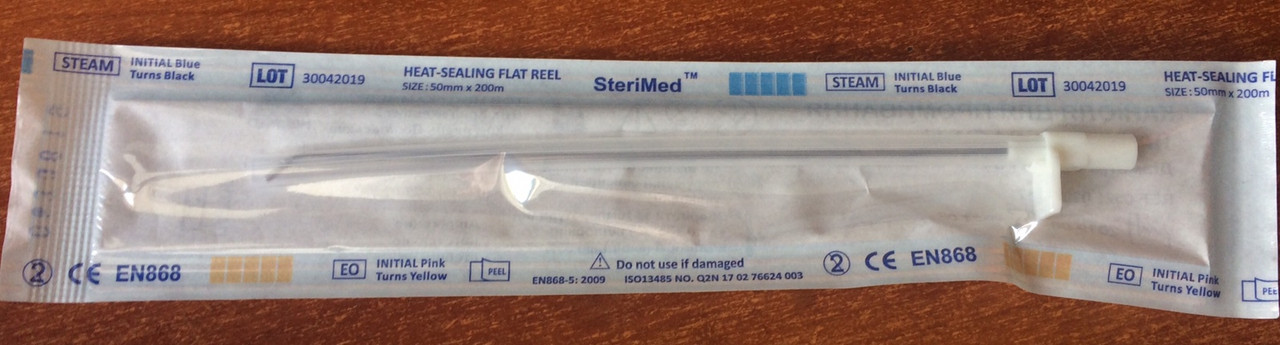 STEAM
INITIAL Blue
Turns Black
LOT 30042019
HEAT-SEALING FLAT REEL
SIZE : 50mm x 200m
SteriMed™
STEAM
INITIAL Blue
Turns Black
LOT 30042019
HEAT-SEALING FL
SIZE : 50mm x 200m
2 CE EN868
EO
INITIAL Pink
Turns Yellow
PEEL
Do not use if damaged
EN868-5: 2009 ISO13485 NO. Q2N 17 02 76624 003
2 CE EN868
EO
INITIAL Pink
Turns Yellow
PEE